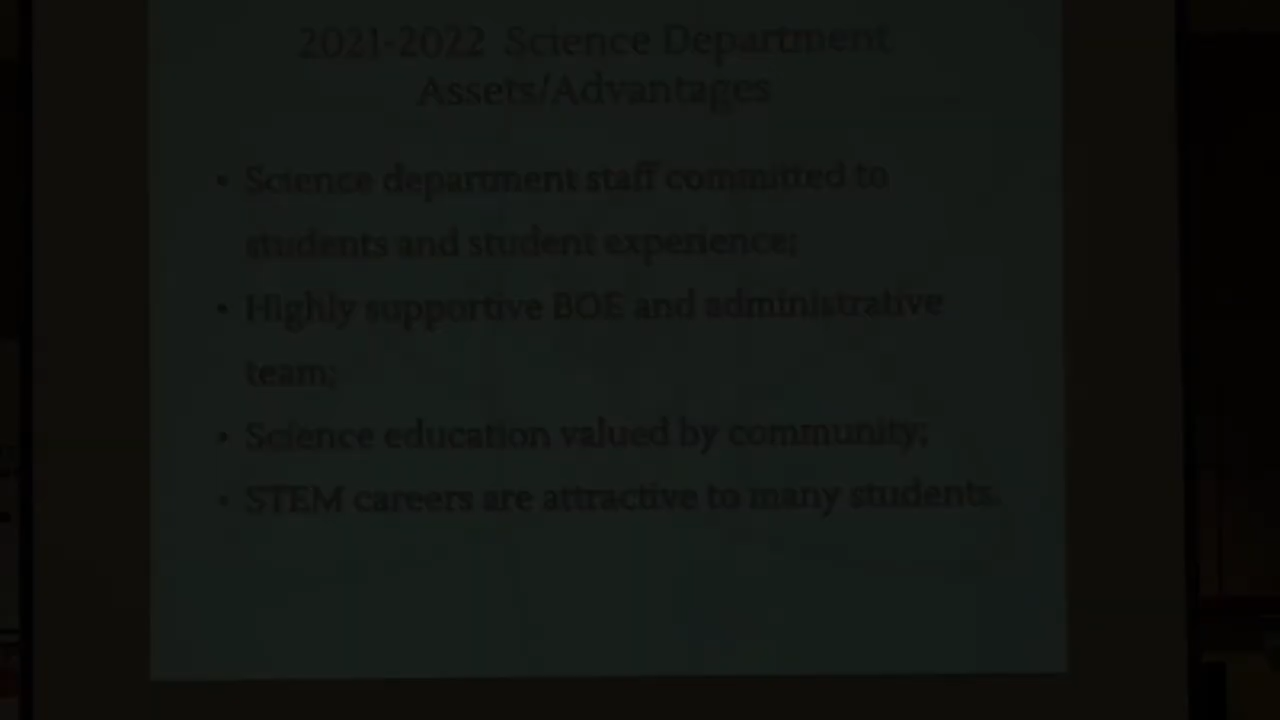 2021-2022 Science Department
Assets/Advantages
• Science department staff committed to
students and student experience;
• Highly supportive BOE and administrative
team;
• Science education valued by community;
• STEM careers are attractive to many students.